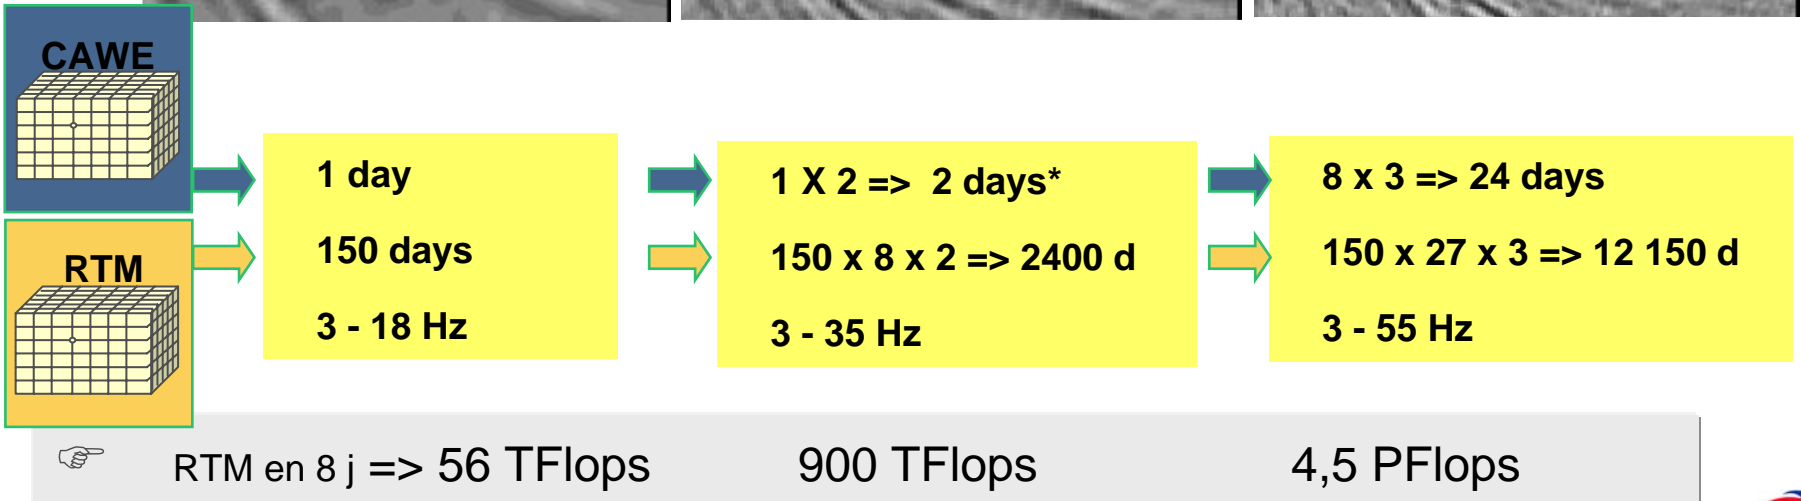 CAWE
1 day
150 days
3 - 18 Hz
1 X 2 => 2 days*
150 x 8 x 2 => 2400 d
3 - 35 Hz
8 x 3 => 24 days
150 x 27 x 3 => 12 150 d
3 - 55 Hz
RTM
☞ RTM en 8 j => 56 TFlops 900 TFlops 4,5 PFlops